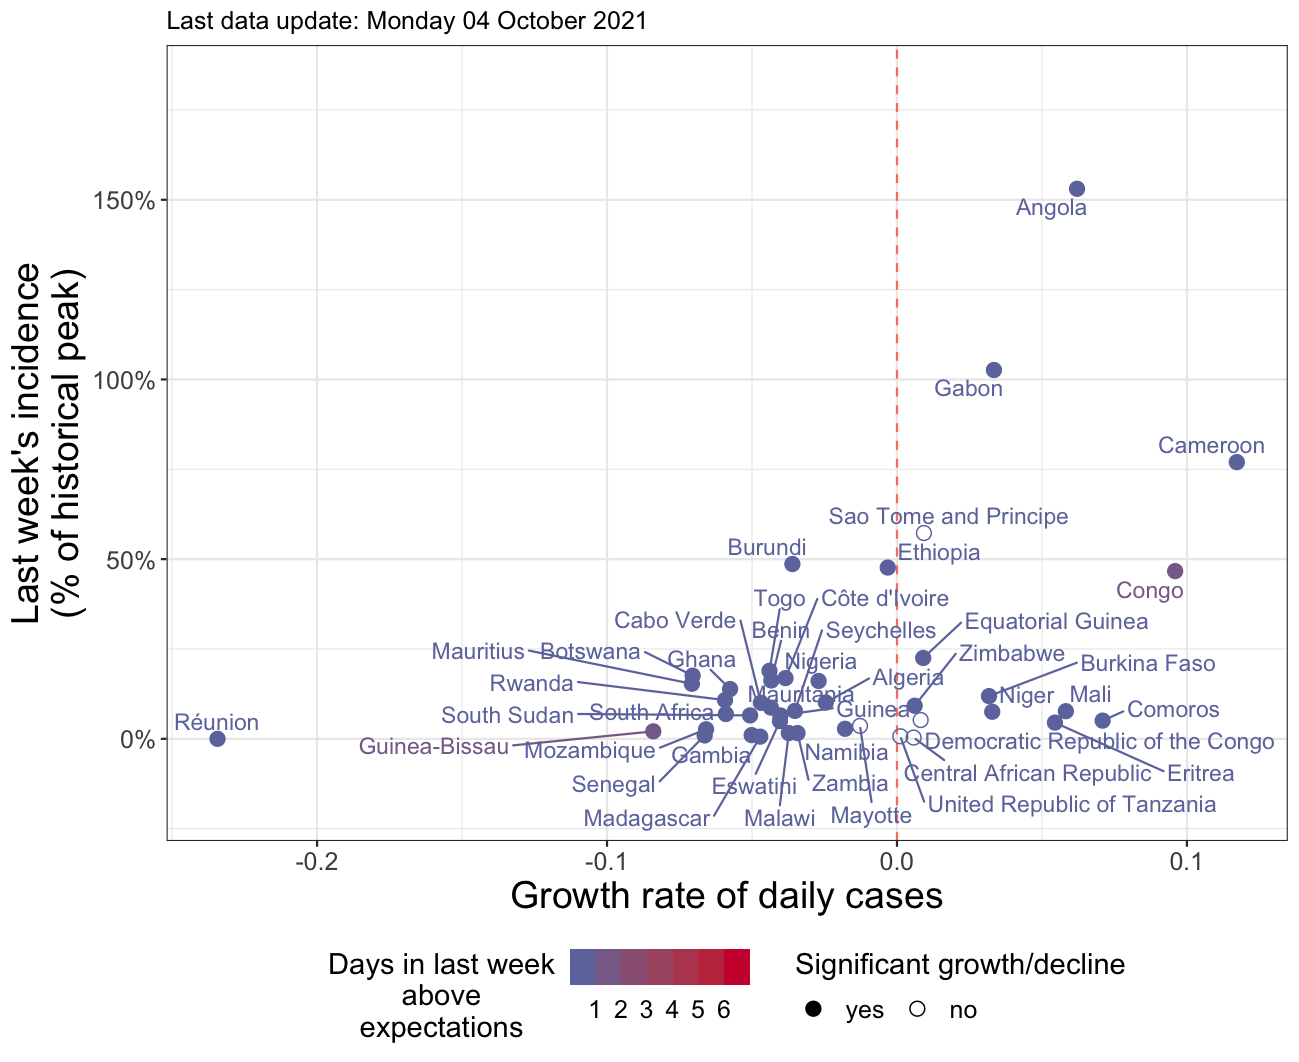 Last data update: Monday 04 October 2021
Last week's incidence
(% of historical peak)
150%
100%
50%
0%
Angola
Gabon
Cameroon
Sao Tome and Principe
Burundi
Ethiopia
Congo
Togo
Côte d'Ivoire
Cabo Verde
Benin
Seychelles
Equatorial Guinea
Mauritius
Botswana
Ghana
Nigeria
Zimbabwe
Burkina Faso
Rwanda
Mauritania
Algeria
Niger
Mali
South Sudan
South Africa
Guinea
Comoros
Réunion
Guinea-Bissau
Mozambique
Gambia
Namibia
Democratic Republic of the Congo
Senegal
Eswatini
Zambia
Central African Republic
Eritrea
Madagascar
Malawi
Mayotte
United Republic of Tanzania
-0.2
-0.1
0.0
0.1
Growth rate of daily cases
Days in last week
above
expectations
1 2 3 4 5 6
Significant growth/decline
yes
no